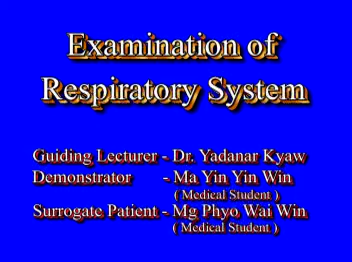 Examination of
Respiratory System
Guiding Lecturer - Dr. Yadanar Kyaw
Demonstrator - Ma Yin Yin Win
( Medical Student )
Surrogate Patient - Mg Phyo Wai Win
( Medical Student )